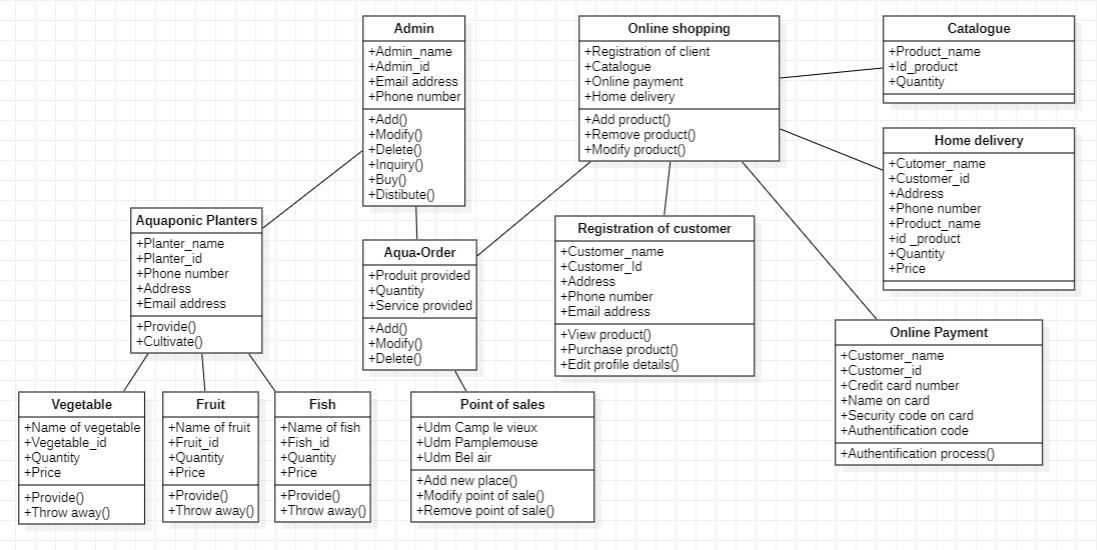 Admin
+Admin_name
+Admin_id
+Email address
+Phone number
+Add()
+Modify()
+Delete()
+Inquiry()
+Buy()
+Distibute()
Online shopping
+Registration of client
+Catalogue
+Online payment
+Home delivery
+Add product()
+Remove product()
+Modify product()
Catalogue
+Product_name
+Id_product
+Quantity
Home delivery
+Cutomer_name
+Customer_id
+Address
+Phone number
+Product_name
+id _product
+Quantity
+Price
Aquaponic Planters
+Planter_name
+Planter_id
+Phone number
+Address
+Email address
+Provide()
+Cultivate()
Aqua-Order
+Produit provided
+Quantity
+Service provided
+Add()
+Modify()
+Delete()
Registration of customer
+Customer_name
+Customer_Id
+Address
+Phone number
+Email address
+View product()
+Purchase product()
+Edit profile details()
Online Payment
+Customer_name
+Customer_id
+Credit card number
+Name on card
+Security code on card
+Authentification code
+Authentification process()
Vegetable
+Name of vegetable
+Vegetable_id
+Quantity
+Price
+Provide()
+Throw away()
Fruit
+Name of fruit
+Fruit_id
+Quantity
+Price
+Provide()
+Throw away()
Fish
+Name of fish
+Fish_id
+Quantity
+Price
+Provide()
+Throw away()
Point of sales
+Udm Camp le vieux
+Udm Pamplemouse
+Udm Bel air
+Add new place()
+Modify point of sale()
+Remove point of sale()